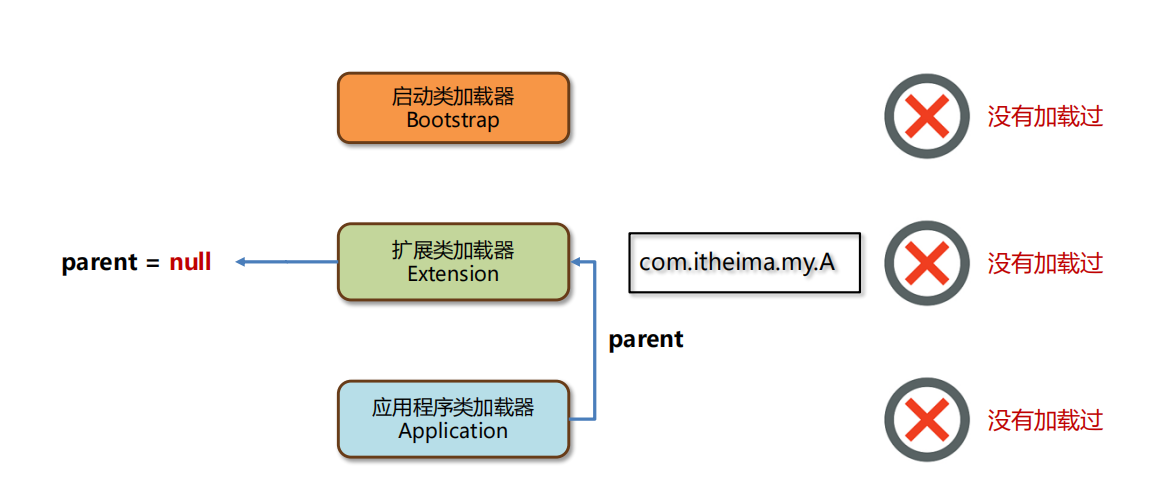 启动类加载器
Bootstrap
没有加载过
parent = null
扩展类加载器
Extension
com.itheima.my.A
没有加载过
parent
应用程序类加载器
Application
没有加载过